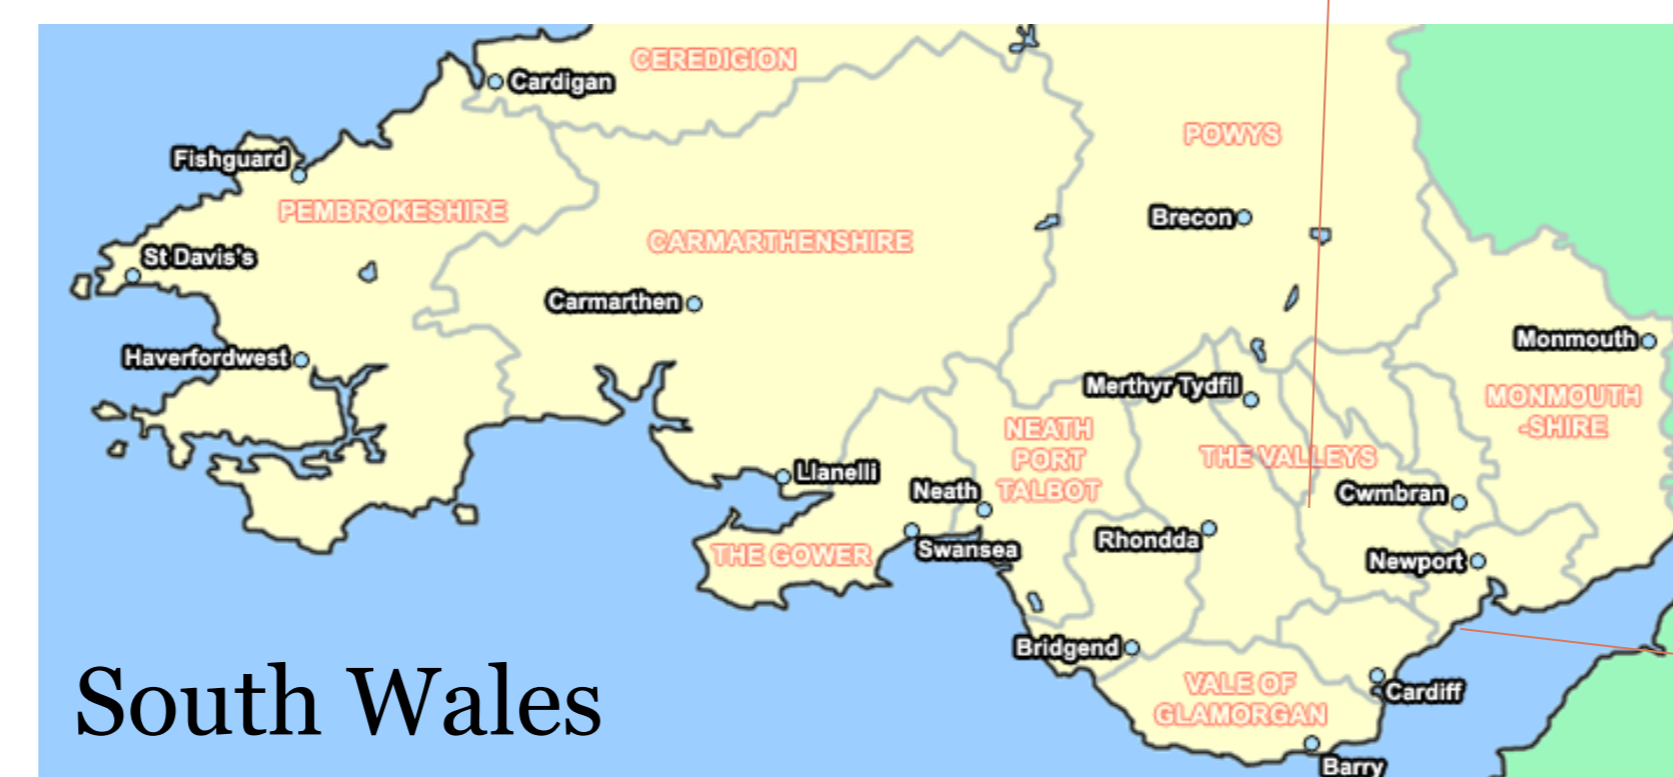 CEREDIGION
Cardigan
POWYS
Fishguard
PEMBROKESHIRE
Brecon
CARMARTHENSHIRE
St Davis's
Carmarthen
Monmouth
Haverfordwest
Merthyr Tydfil
MONMOUTH
-SHIRE
NEATH
PORT
TALBOT
THE VALLEYS
Llanelli
Neath
Cwmbran
Rhondda
Swansea
THE GOWER
Newport
Bridgend
VALE OF
GLAMORGAN
Cardiff
South Wales
Barry